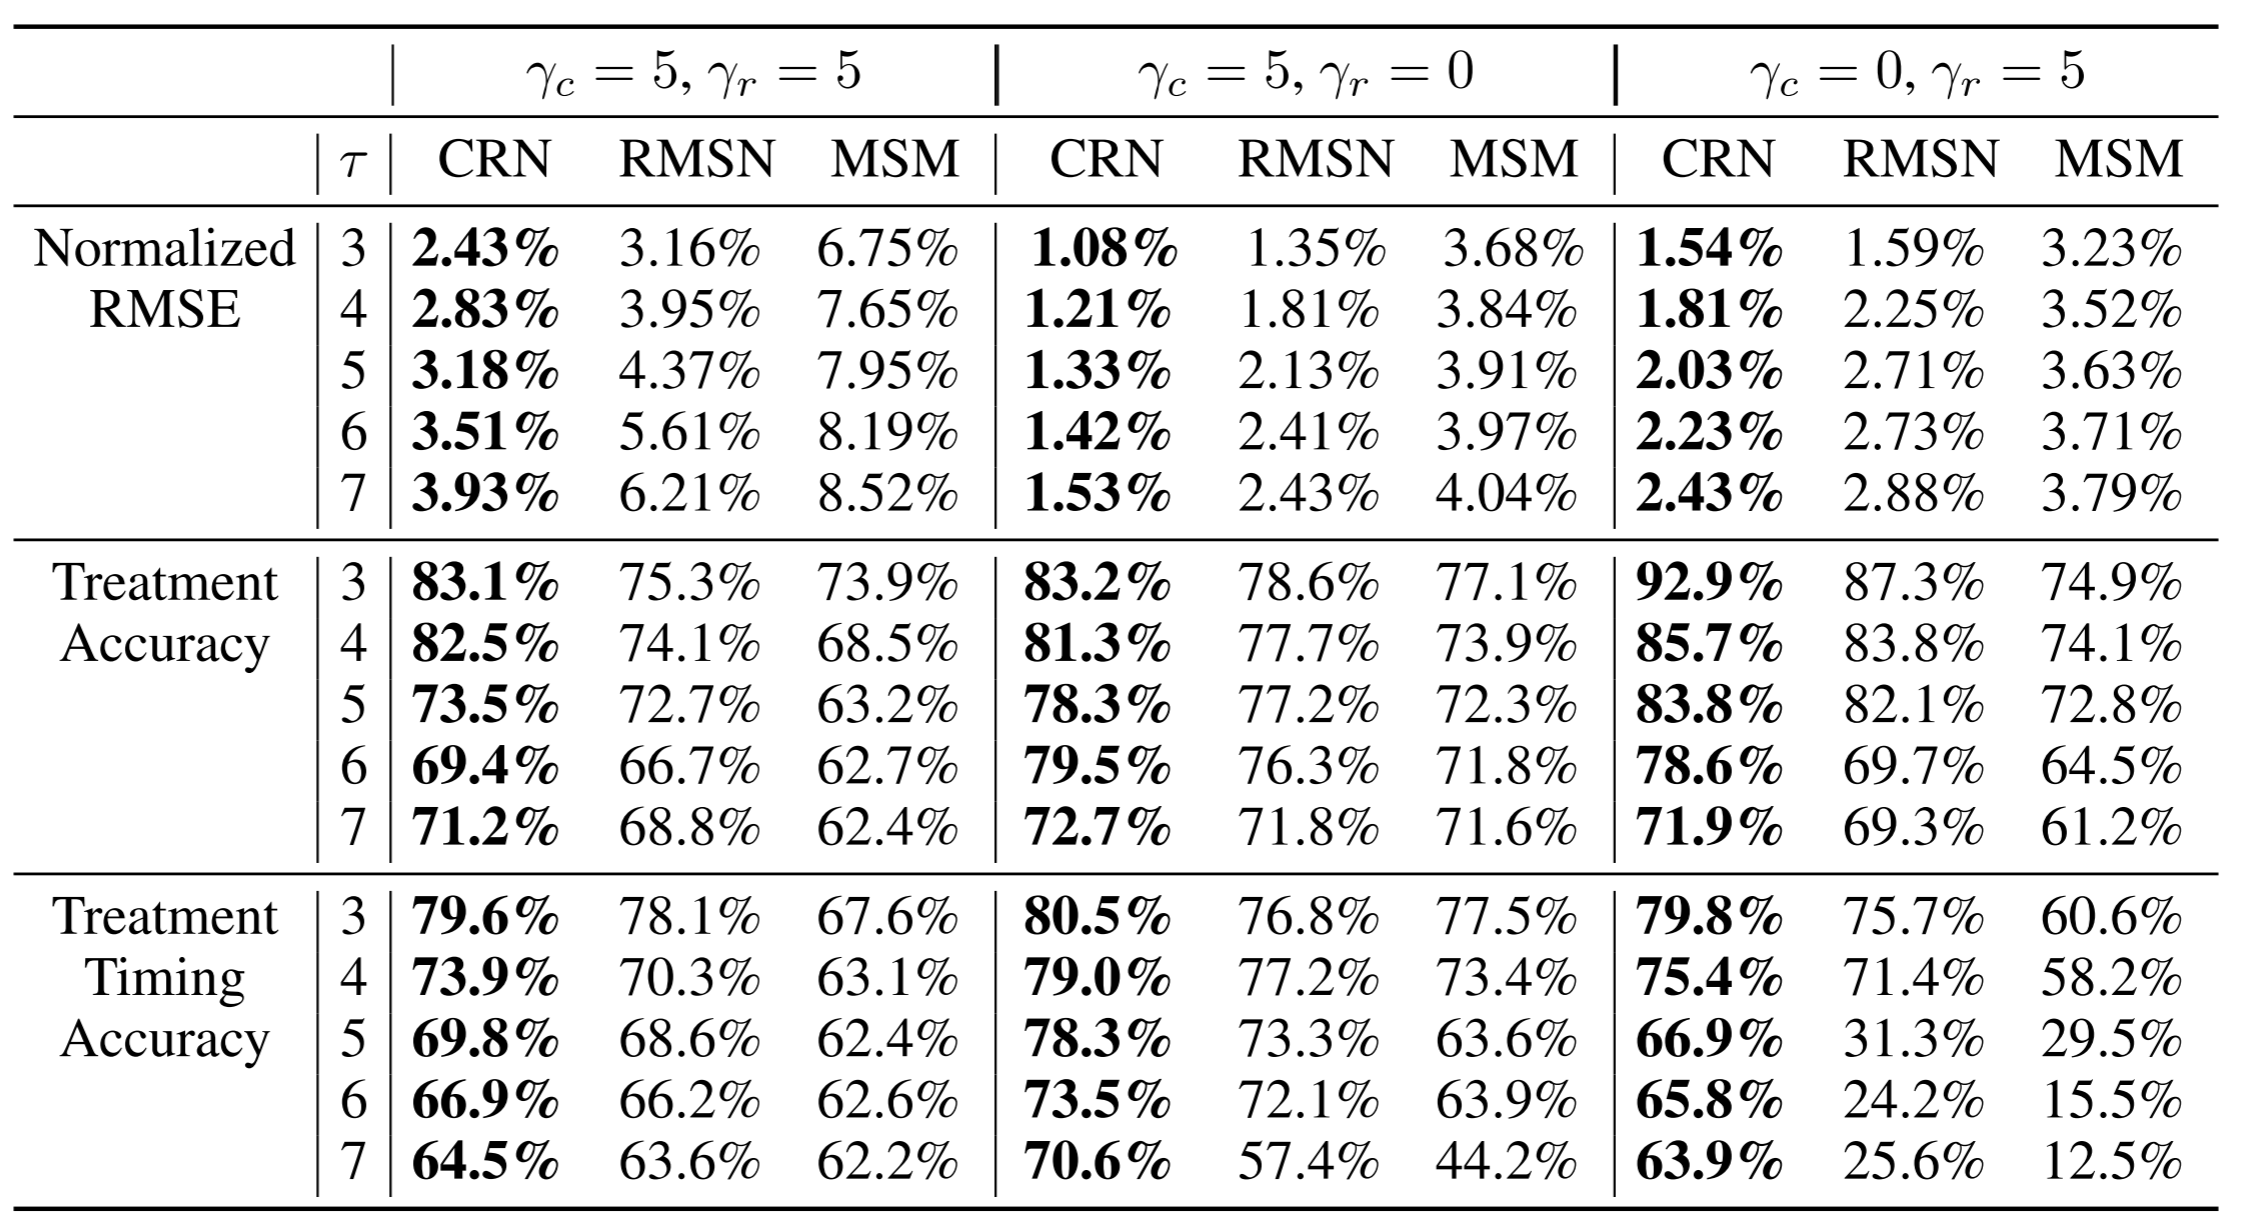 γc = 5, γr = 5 γc = 5, γr = 0 γc = 0, γr = 5
τ CRN RMSN MSM CRN RMSN MSM CRN RMSN MSM
Normalized 3 2.43% 3.16% 6.75% 1.08% 1.35% 3.68% 1.54% 1.59% 3.23%
RMSE 4 2.83% 3.95% 7.65% 1.21% 1.81% 3.84% 1.81% 2.25% 3.52%
5 3.18% 4.37% 7.95% 1.33% 2.13% 3.91% 2.03% 2.71% 3.63%
6 3.51% 5.61% 8.19% 1.42% 2.41% 3.97% 2.23% 2.73% 3.71%
7 3.93% 6.21% 8.52% 1.53% 2.43% 4.04% 2.43% 2.88% 3.79%
Treatment 3 83.1% 75.3% 73.9% 83.2% 78.6% 77.1% 92.9% 87.3% 74.9%
Accuracy 4 82.5% 74.1% 68.5% 81.3% 77.7% 73.9% 85.7% 83.8% 74.1%
5 73.5% 72.7% 63.2% 78.3% 77.2% 72.3% 83.8% 82.1% 72.8%
6 69.4% 66.7% 62.7% 79.5% 76.3% 71.8% 78.6% 69.7% 64.5%
7 71.2% 68.8% 62.4% 72.7% 71.8% 71.6% 71.9% 69.3% 61.2%
Treatment 3 79.6% 78.1% 67.6% 80.5% 76.8% 77.5% 79.8% 75.7% 60.6%
Timing 4 73.9% 70.3% 63.1% 79.0% 77.2% 73.4% 75.4% 71.4% 58.2%
Accuracy 5 69.8% 68.6% 62.4% 78.3% 73.3% 63.6% 66.9% 31.3% 29.5%
6 66.9% 66.2% 62.6% 73.5% 72.1% 63.9% 65.8% 24.2% 15.5%
7 64.5% 63.6% 62.2% 70.6% 57.4% 44.2% 63.9% 25.6% 12.5%